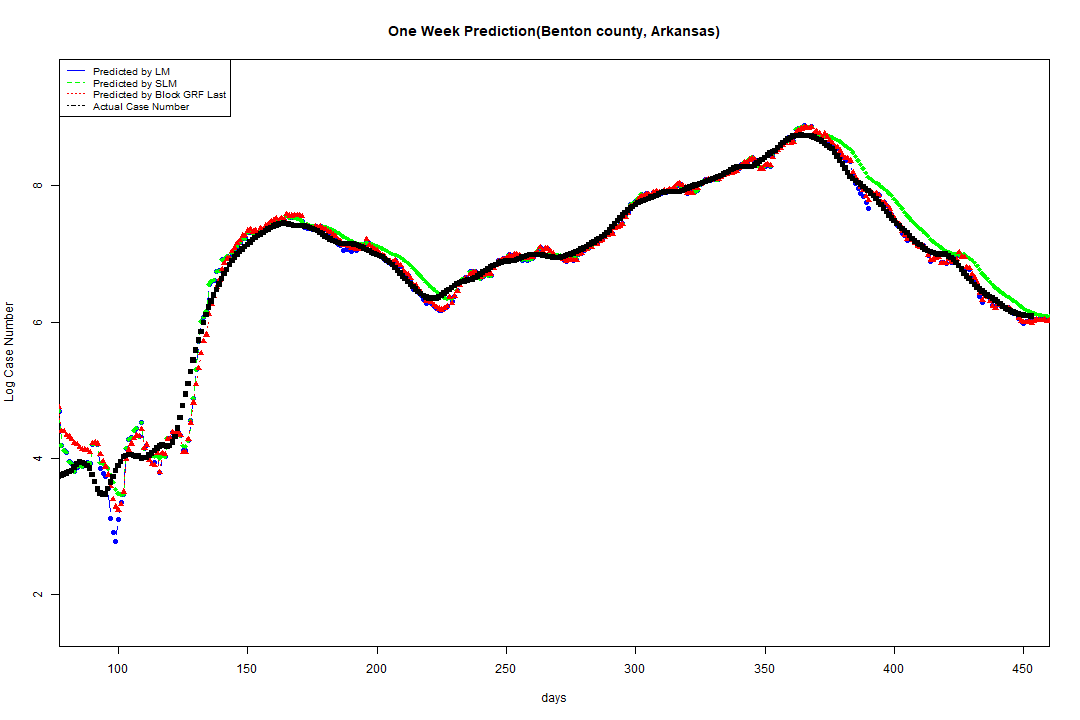 One Week Prediction(Benton county, Arkansas)
Predicted by LM
Predicted by SLM
Predicted by Block GRF Last
Actual Case Number
Log Case Number
8
6
4
2
100 150 200 250 300 350 400 450
days